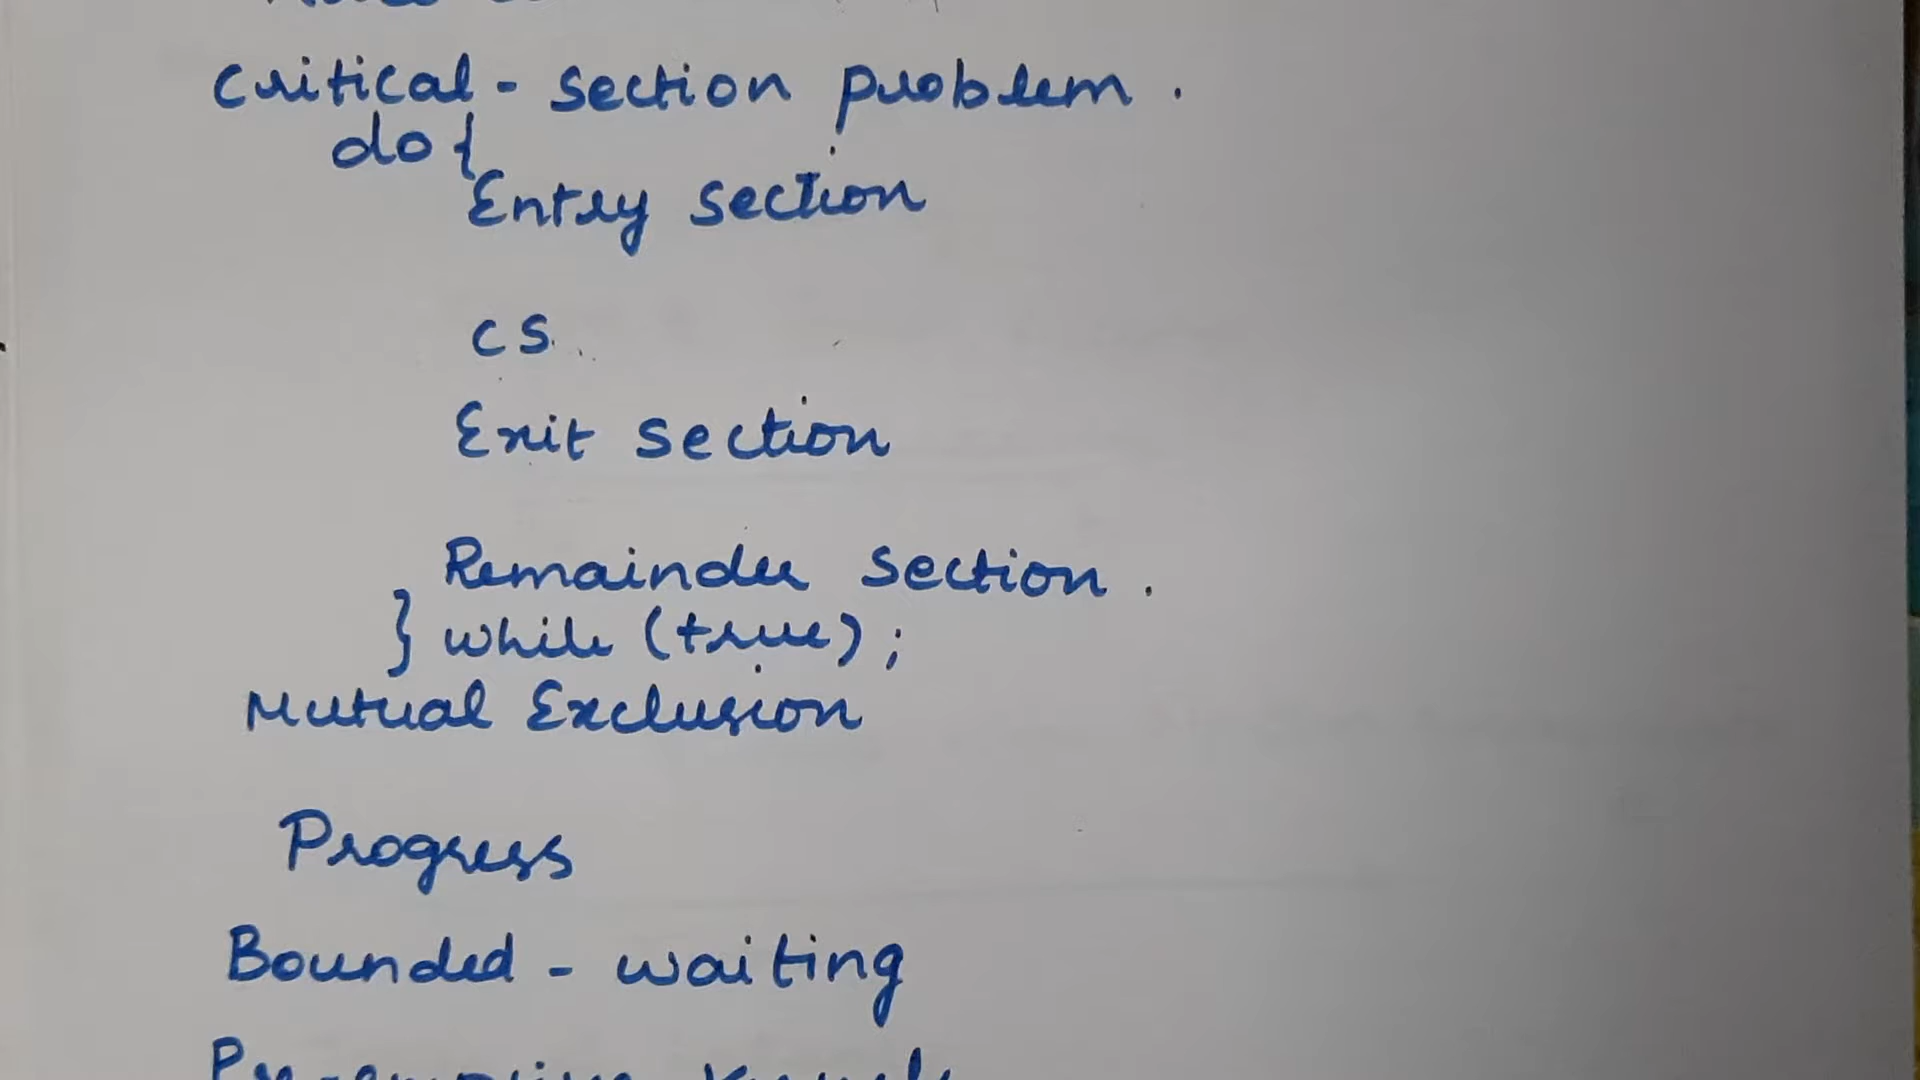 Critical - section problem .
do {
Entry section
CS
Exit section
Remainder section .
} while (true) ;
Mutual Exclusion
Progress
Bounded - waiting